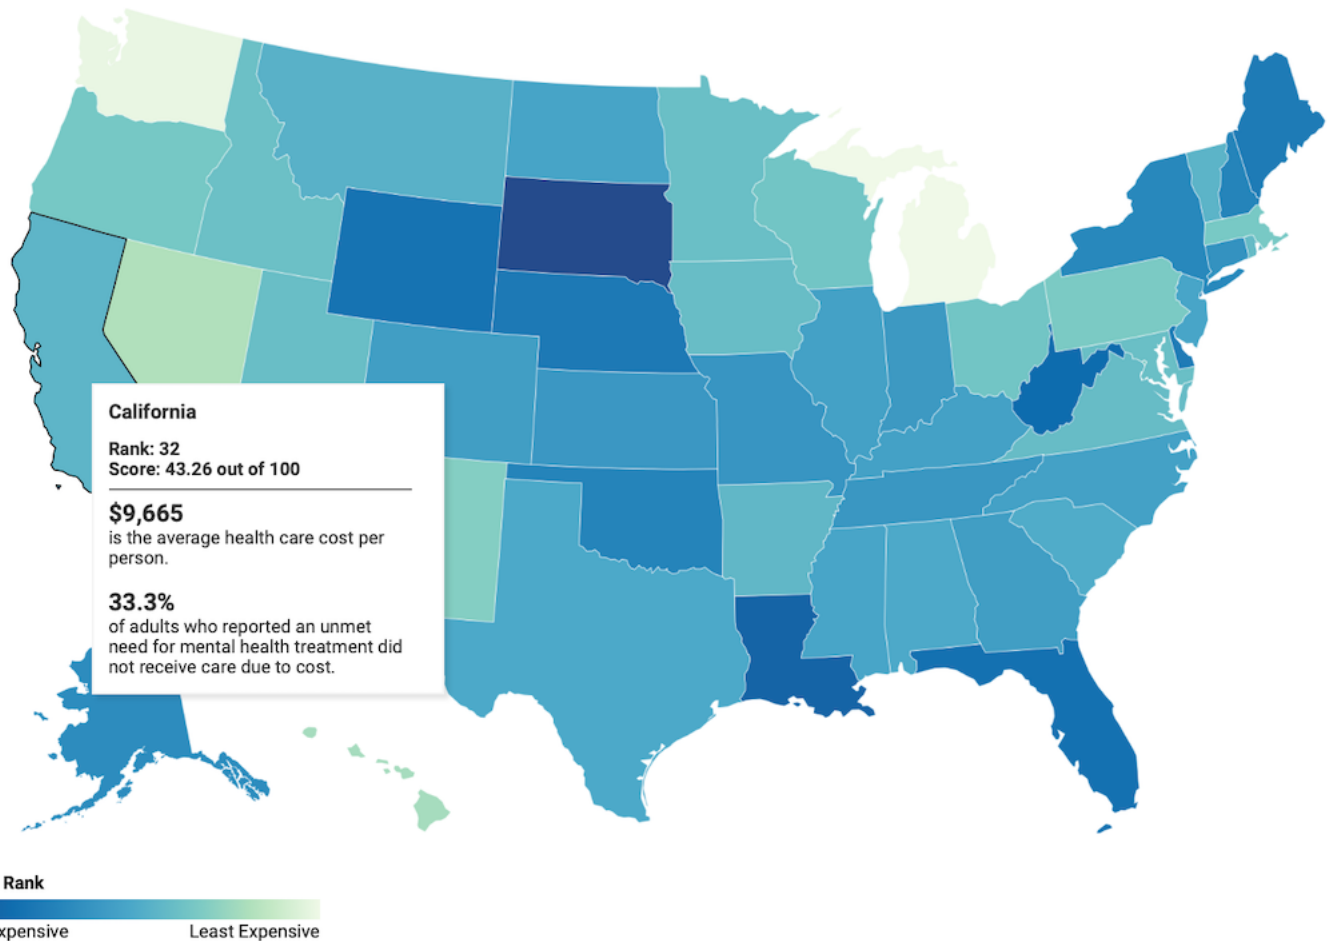 California
Rank: 32
Score: 43.26 out of 100
$9,665
is the average health care cost per
person.
33.3%
of adults who reported an unmet
need for mental health treatment did
not receive care due to cost.
Rank
xpensive Least Expensive